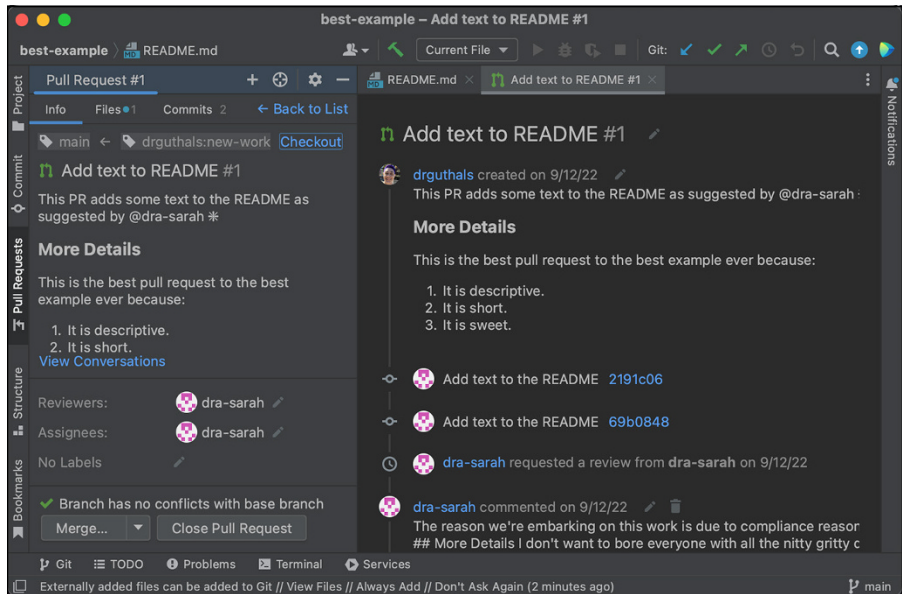 best-example – Add text to README #1
best-example README.md
Current File
Git:
Project
Commit
Pull Requests
Structure
Bookmarks
Pull Request #1
Info Files 1 Commits 2 ← Back to List
main ← drguthals:new-work Checkout
Add text to README #1
This PR adds some text to the README as
suggested by @dra-sarah
More Details
This is the best pull request to the best
example ever because:
1. It is descriptive.
2. It is short.
View Conversations
Reviewers: dra-sarah
Assignees: dra-sarah
No Labels
Branch has no conflicts with base branch
Merge... Close Pull Request
README.md Add text to README #1
Add text to README #1
drguthals created on 9/12/22
This PR adds some text to the README as suggested by @dra-sarah
More Details
This is the best pull request to the best example ever because:
1. It is descriptive.
2. It is short.
3. It is sweet.
Add text to the README 2191c06
Add text to the README 69b0848
dra-sarah requested a review from dra-sarah on 9/12/22
dra-sarah commented on 9/12/22
The reason we're embarking on this work is due to compliance reason
## More Details I don't want to bore everyone with all the nitty gritty
Notifications
Git TODO Problems Terminal Services
Externally added files can be added to Git // View Files // Always Add // Don't Ask Again (2 minutes ago)
main